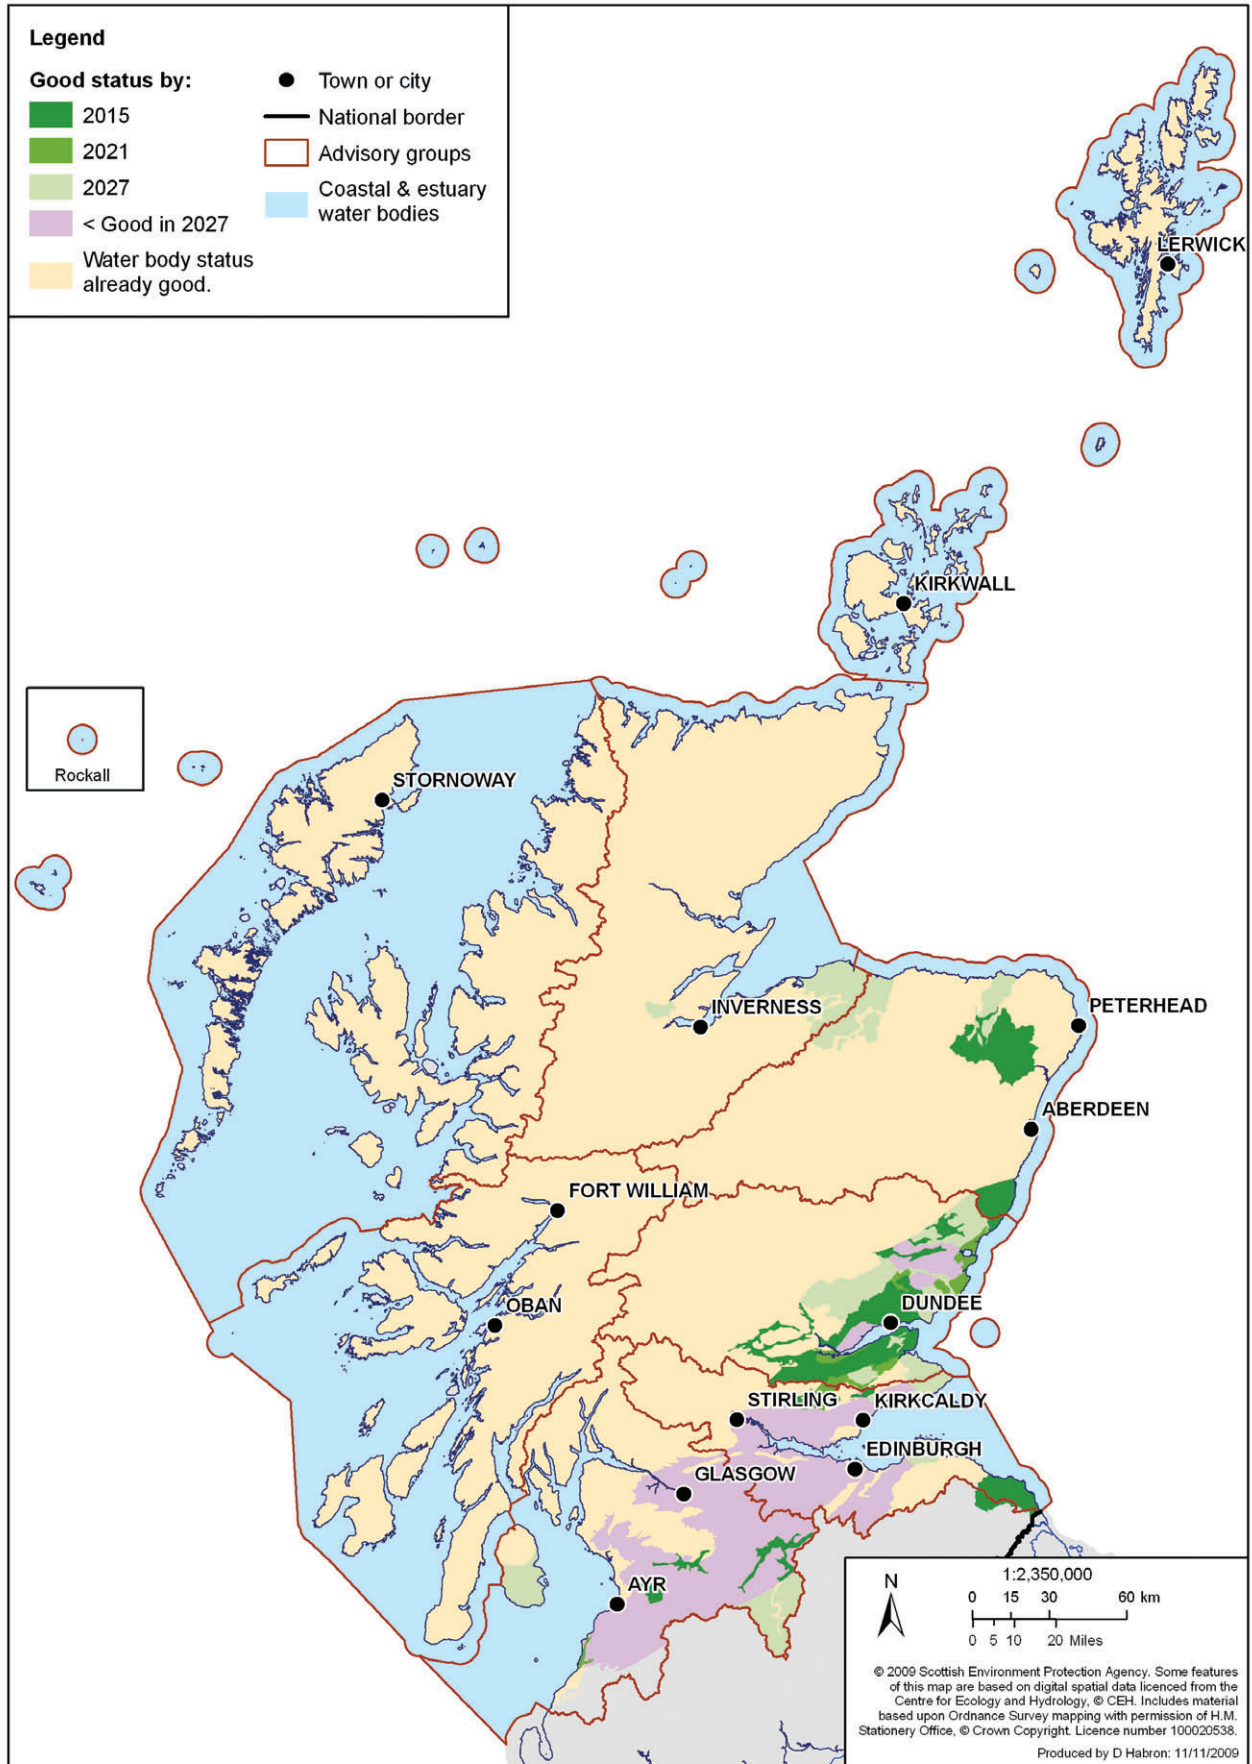 Legend
Good status by:
2015
2021
2027
< Good in 2027
Water body status
already good.
Town or city
National border
Advisory groups
Coastal & estuary
water bodies
LERWICK
KIRKWALL
Rockall
STORNOWAY
INVERNESS
PETERHEAD
ABERDEEN
FORT WILLIAM
OBAN
DUNDEE
STIRLING
KIRKCALDY
EDINBURGH
GLASGOW
AYR
N
1:2,350,000
0 15 30 60 km
0 5 10 20 Miles
© 2009 Scottish Environment Protection Agency. Some features
of this map are based on digital spatial data licenced from the
Centre for Ecology and Hydrology, © CEH. Includes material
based upon Ordnance Survey mapping with permission of H.M.
Stationery Office, © Crown Copyright. Licence number 100020538.
Produced by D Habron: 11/11/2009